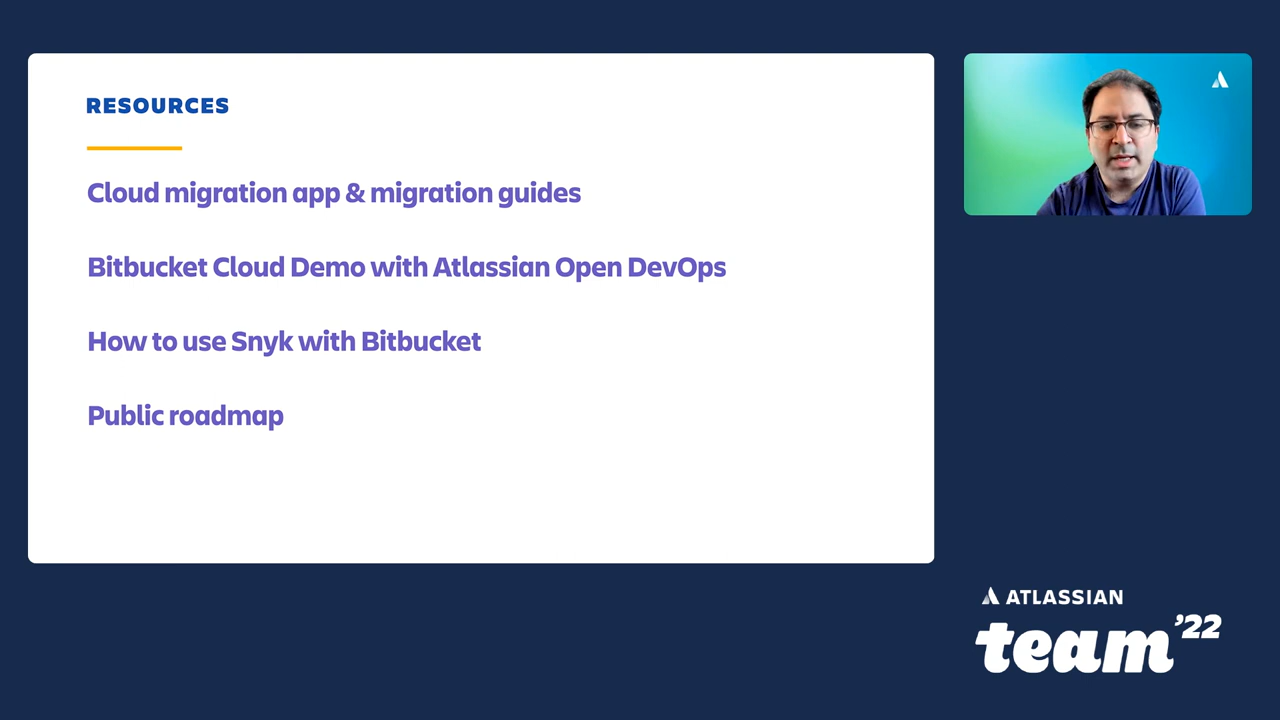 RESOURCES
Cloud migration app & migration guides
Bitbucket Cloud Demo with Atlassian Open DevOps
How to use Snyk with Bitbucket
Public roadmap
ATLASSIAN
team '22